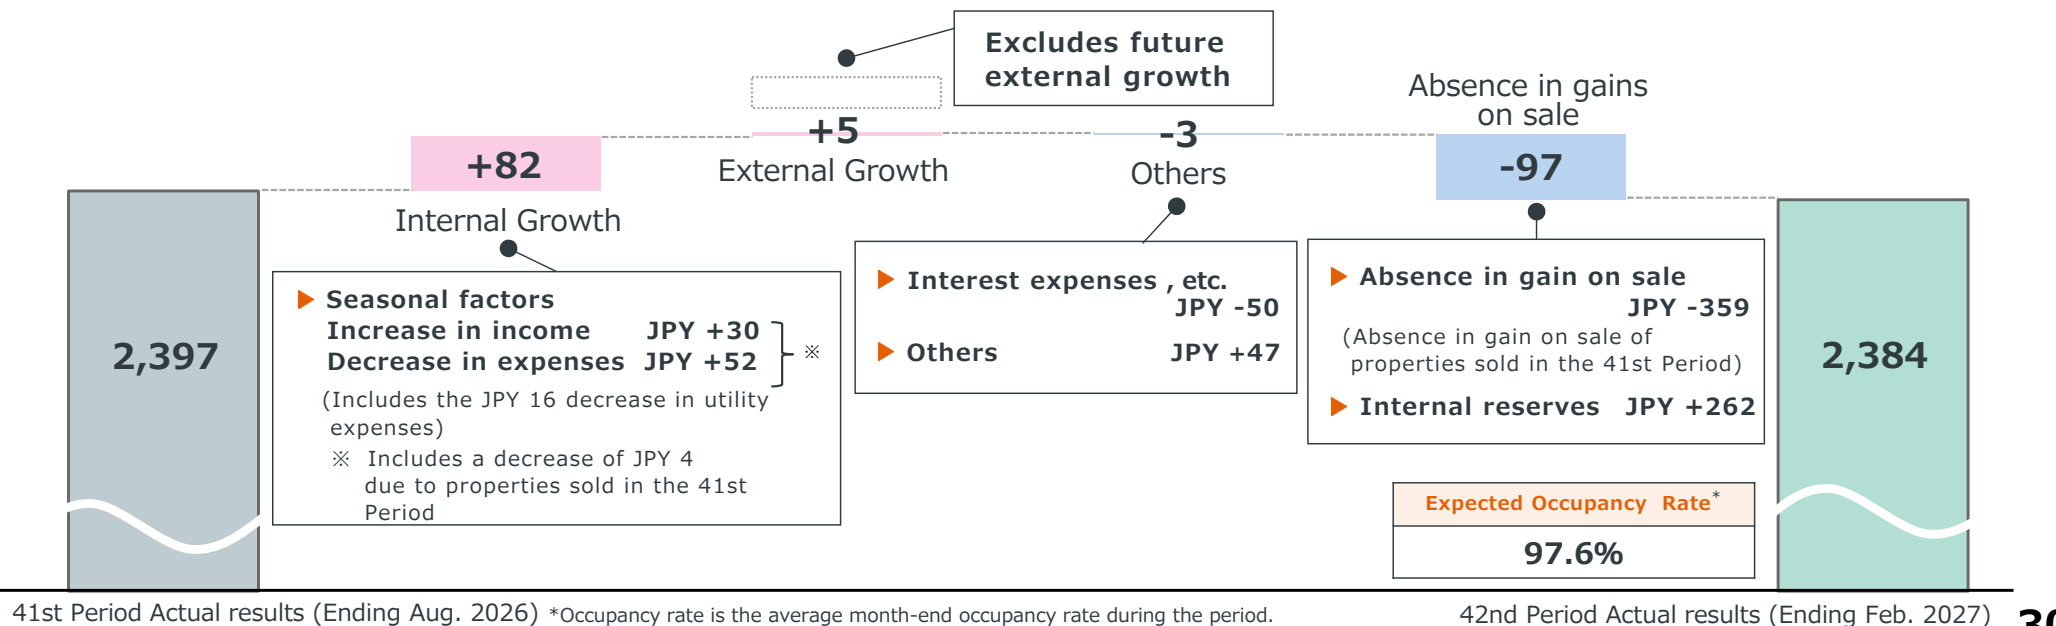 Excludes future
external growth
Absence in gains
on sale
+82
+5
-3
-97
External Growth
Others
Internal Growth
2,397
▶ Seasonal factors
Increase in income JPY +30
Decrease in expenses JPY +52
※
(Includes the JPY 16 decrease in utility
expenses)
※ Includes a decrease of JPY 4
due to properties sold in the 41st
Period
▶ Interest expenses , etc.
JPY -50
▶ Others JPY +47
▶ Absence in gain on sale
JPY -359
(Absence in gain on sale of
properties sold in the 41st Period)
▶ Internal reserves JPY +262
2,384
Expected Occupancy Rate*
97.6%
41st Period Actual results (Ending Aug. 2026)
*Occupancy rate is the average month-end occupancy rate during the period.
42nd Period Actual results (Ending Feb. 2027)